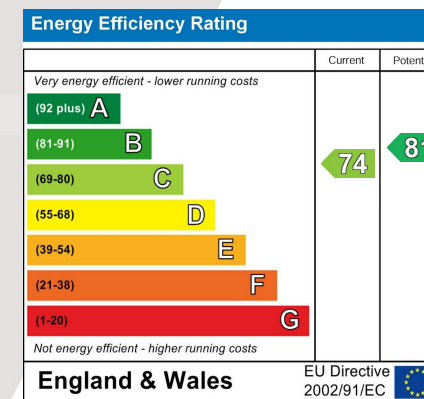 Energy Efficiency Rating
Current Potent
Very energy efficient - lower running costs
(92 plus) A
(81-91) B
(69-80) C
(55-68) D
(39-54) E
(21-38) F
(1-20) G
74
81
Not energy efficient - higher running costs
England & Wales
EU Directive
2002/91/EC